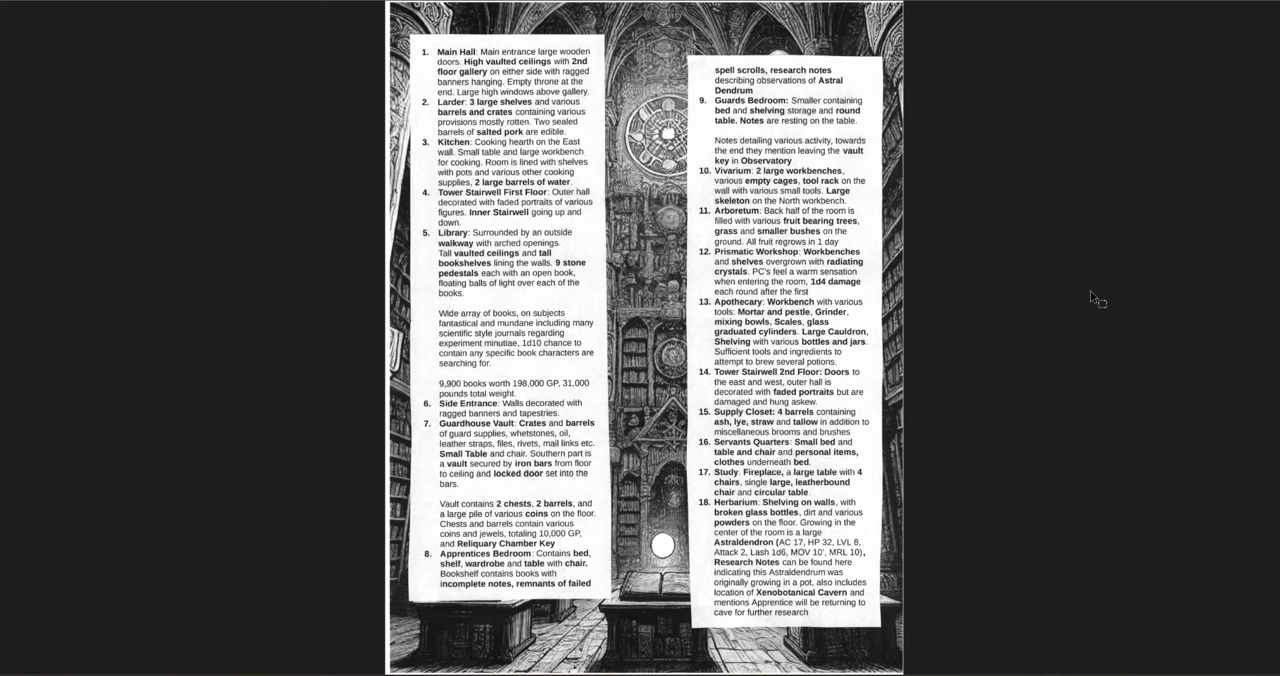 1. Main Hall: Main entrance large wooden
doors. High vaulted ceilings with 2nd
floor gallery on either side with ragged
banners hanging. Empty throne at the
end. Large high windows above gallery.
2. Larder: 3 large shelves and various
barrels and crates containing various
provisions mostly rotten. Two sealed
barrels of salted pork are edible.
3. Kitchen: Cooking hearth on the East
wall. Small table and large workbench
for cooking. Room is lined with shelves
with pots and various other cooking
supplies, 2 large barrels of water.
4. Tower Stairwell First Floor: Outer hall
decorated with faded portraits of various
figures. Inner Stairwell going up and
down.
5. Library: Surrounded by an outside
walkway with arched openings.
Tall vaulted ceilings and tall
bookshelves lining the walls. 9 stone
pedestals each with an open book,
floating balls of light over each of the
books.
Wide array of books, on subjects
fantastical and mundane including many
scientific style journals regarding
experiment minutiae, 1d10 chance to
contain any specific book characters are
searching for.
9,900 books worth 198,000 GP, 31,000
pounds total weight.
6. Side Entrance: Walls decorated with
ragged banners and tapestries.
7. Guardhouse Vault: Crates and barrels
of guard supplies, whetstones, oil,
leather straps, files, rivets, mail links etc.
Small Table and chair. Southern part is
a vault secured by iron bars from floor
to ceiling and locked door set into the
bars.
Vault contains 2 chests, 2 barrels, and
a large pile of various coins on the floor.
Chests and barrels contain various
coins and jewels, totaling 10,000 GP,
and Reliquary Chamber Key
8. Apprentices Bedroom: Contains bed,
shelf, wardrobe and table with chair.
Bookshelf contains books with
incomplete notes, remnants of failed
spell scrolls, research notes
describing observations of Astral
Dendrum
9. Guards Bedroom: Smaller containing
bed and shelving storage and round
table. Notes are resting on the table.
Notes detailing various activity, towards
the end they mention leaving the vault
key in Observatory
10. Vivarium: 2 large workbenches,
various empty cages, tool rack on the
wall with various small tools. Large
skeleton on the North workbench.
11. Arboretum: Back half of the room is
filled with various fruit bearing trees,
grass and smaller bushes on the
ground. All fruit regrows in 1 day
12. Prismatic Workshop: Workbenches
and shelves overgrown with radiating
crystals. PC's feel a warm sensation
when entering the room, 1d4 damage
each round after the first
13. Apothecary: Workbench with various
tools: Mortar and pestle, Grinder,
mixing bowls, Scales, glass
graduated cylinders. Large Cauldron,
Shelving with various bottles and jars.
Sufficient tools and ingredients to
attempt to brew several potions.
14. Tower Stairwell 2nd Floor: Doors to
the east and west, outer hall is
decorated with faded portraits but are
damaged and hung askew.
15. Supply Closet: 4 barrels containing
ash, lye, straw and tallow in addition to
miscellaneous brooms and brushes
16. Servants Quarters: Small bed and
table and chair and personal items,
clothes underneath bed.
17. Study: Fireplace, a large table with 4
chairs, single large, leatherbound
chair and circular table.
18. Herbarium: Shelving on walls, with
broken glass bottles, dirt and various
powders on the floor. Growing in the
center of the room is a large
Astraldendron (AC 17, HP 32, LVL 8,
Attack 2, Lash 1d6, MOV 10', MRL 10),
Research Notes can be found here
indicating this Astraldendrum was
originally growing in a pot, also includes
location of Xenobotanical Cavern and
mentions Apprentice will be returning to
cave for further research